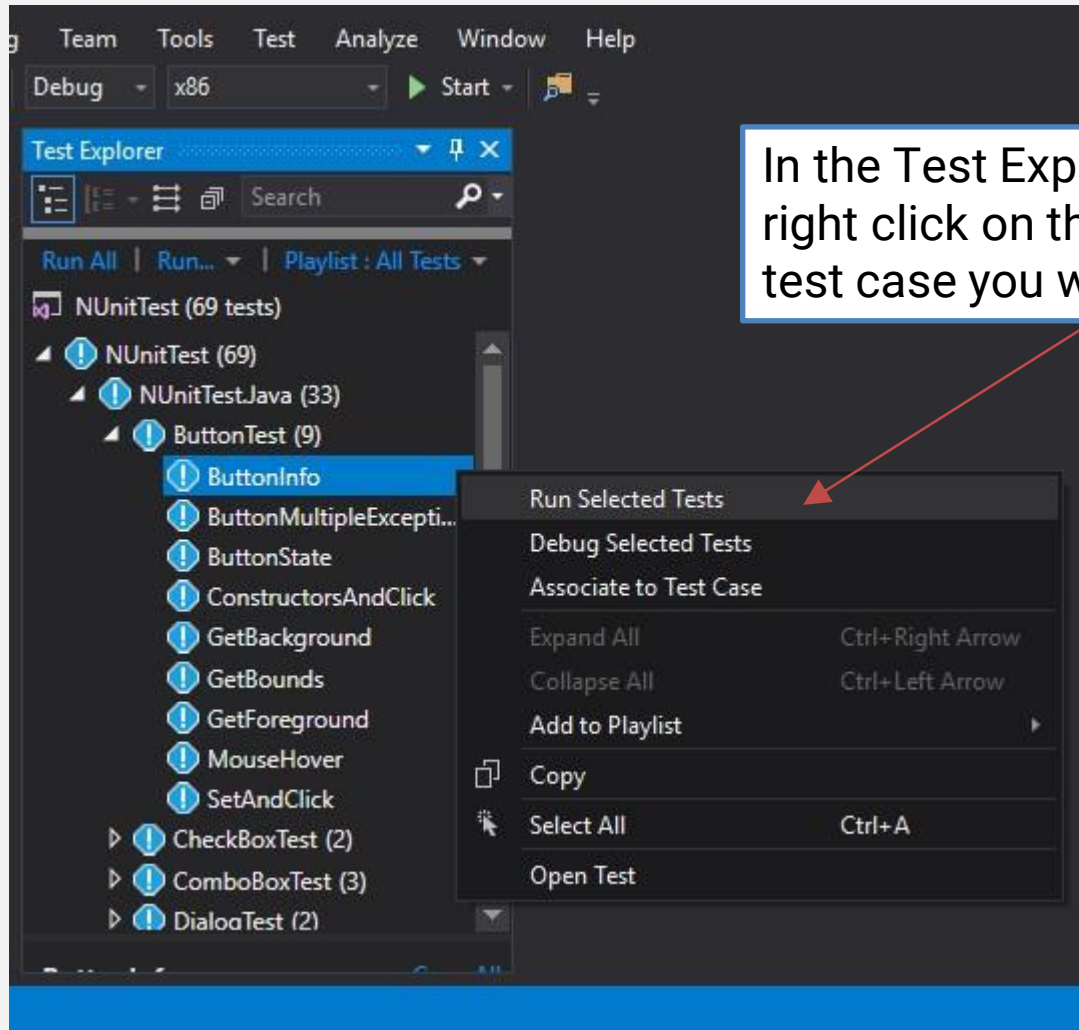 Team Tools Test Analyze Window Help
Debug x86 Start
Test Explorer
Search
Run All | Run... | Playlist : All Tests
NUnitTest (69 tests)
NUnitTest (69)
NUnitTest.Java (33)
ButtonTest (9)
ButtonInfo
ButtonMultipleExcepti...
ButtonState
ConstructorsAndClick
GetBackground
GetBounds
GetForeground
MouseHover
SetAndClick
CheckBoxTest (2)
ComboBoxTest (3)
DialogTest (2)
Run Selected Tests
Debug Selected Tests
Associate to Test Case
Expand All Ctrl+Right Arrow
Collapse All Ctrl+Left Arrow
Add to Playlist
Copy
Select All Ctrl+A
Open Test
In the Test Exp
right click on th
test case you w